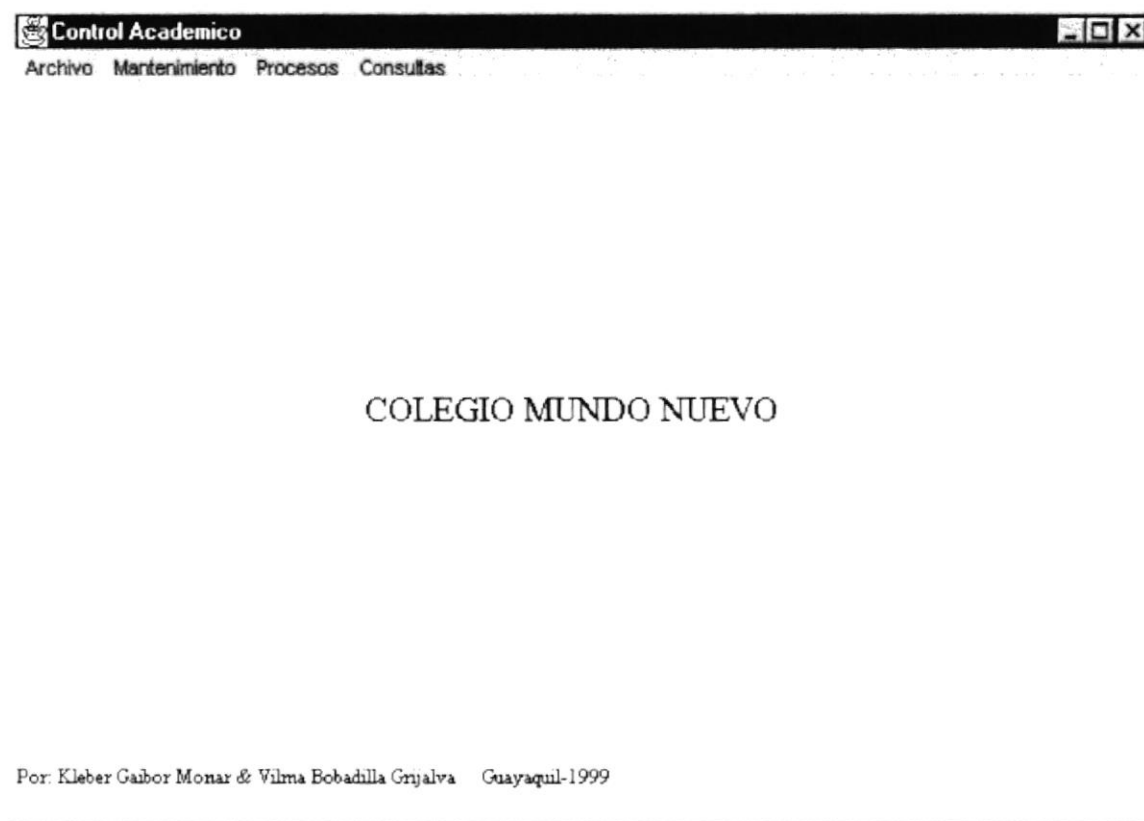 Control Academico
Archivo Mantenimiento Procesos Consultas
COLEGIO MUNDO NUEVO
Por: Kleber Gaibor Monar & Vilma Bobadilla Grijalva Guayaquil-1999